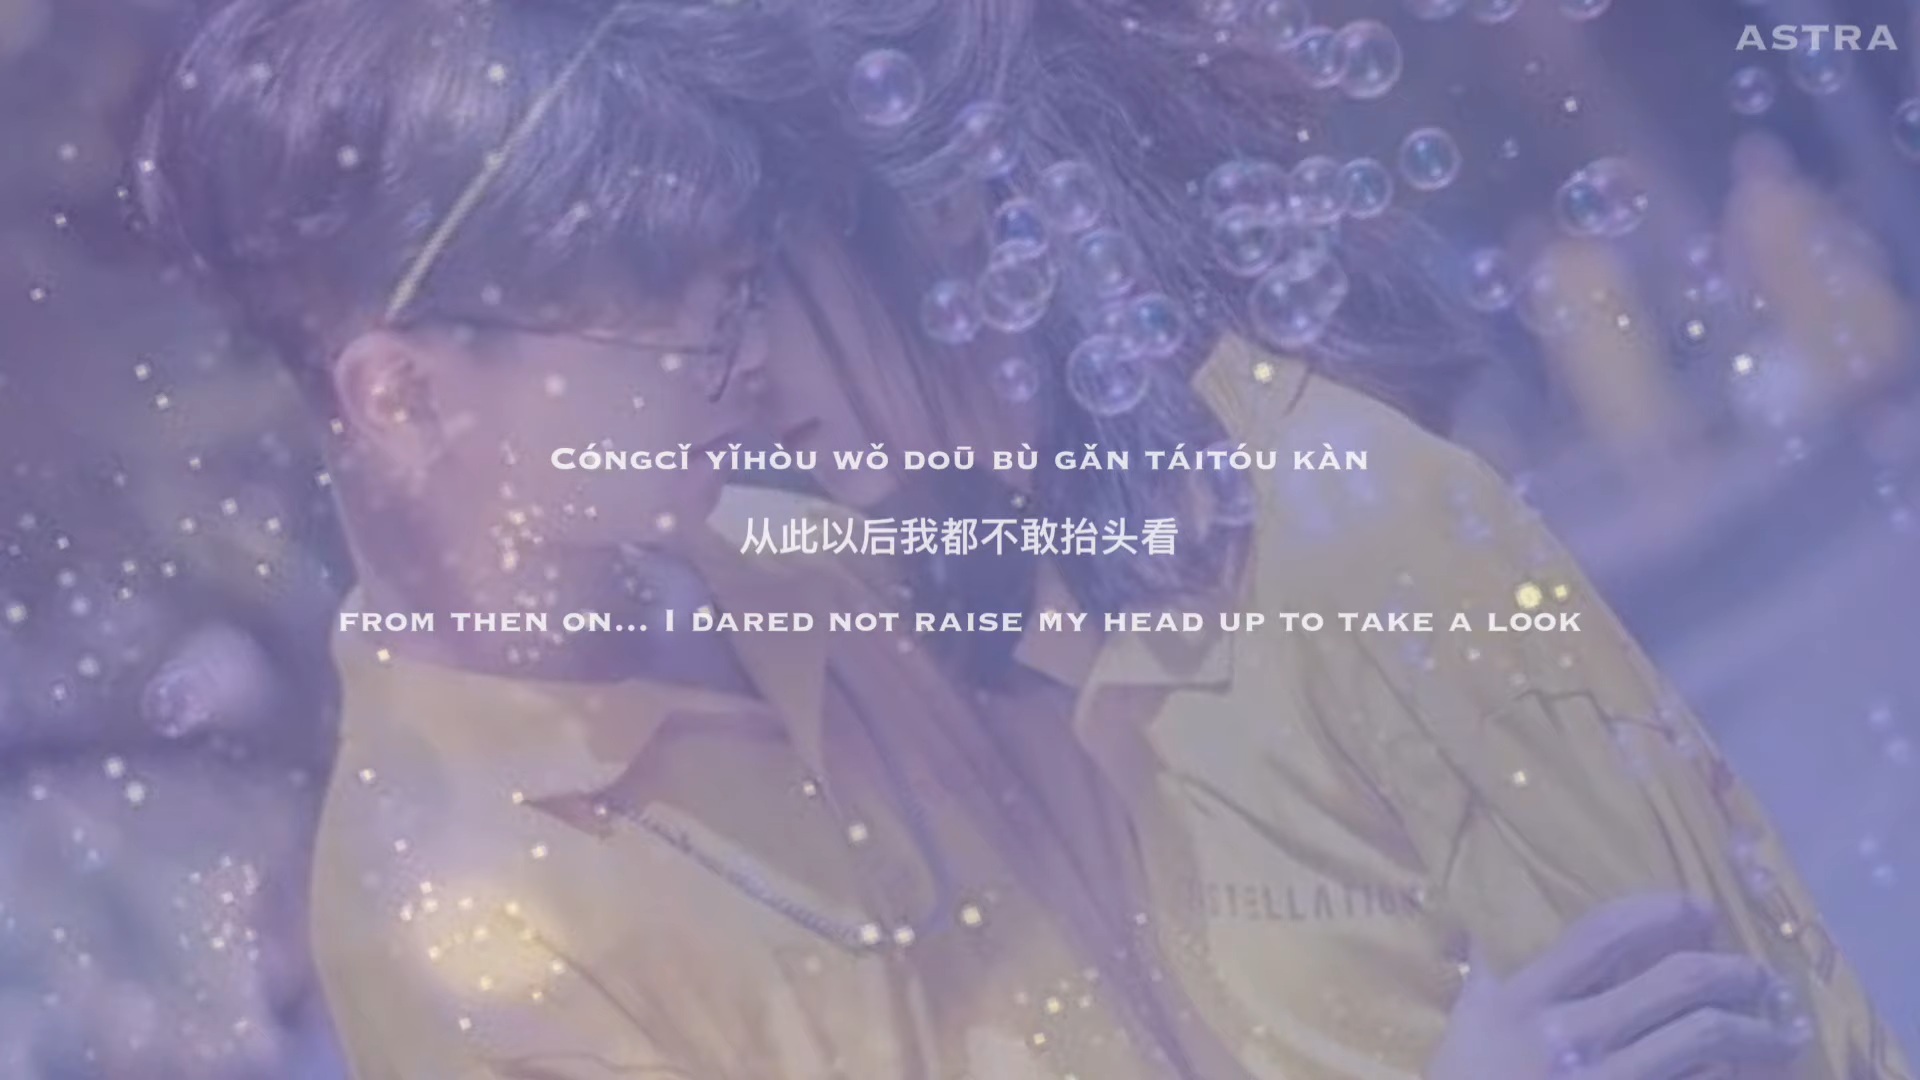 ASTRA
Cóngcǐ yǐhòu wǒ doū bù gǎn táitóu kàn
从此以后我都不敢抬头看
from then on... I dared not raise my head up to take a look
STELLATION